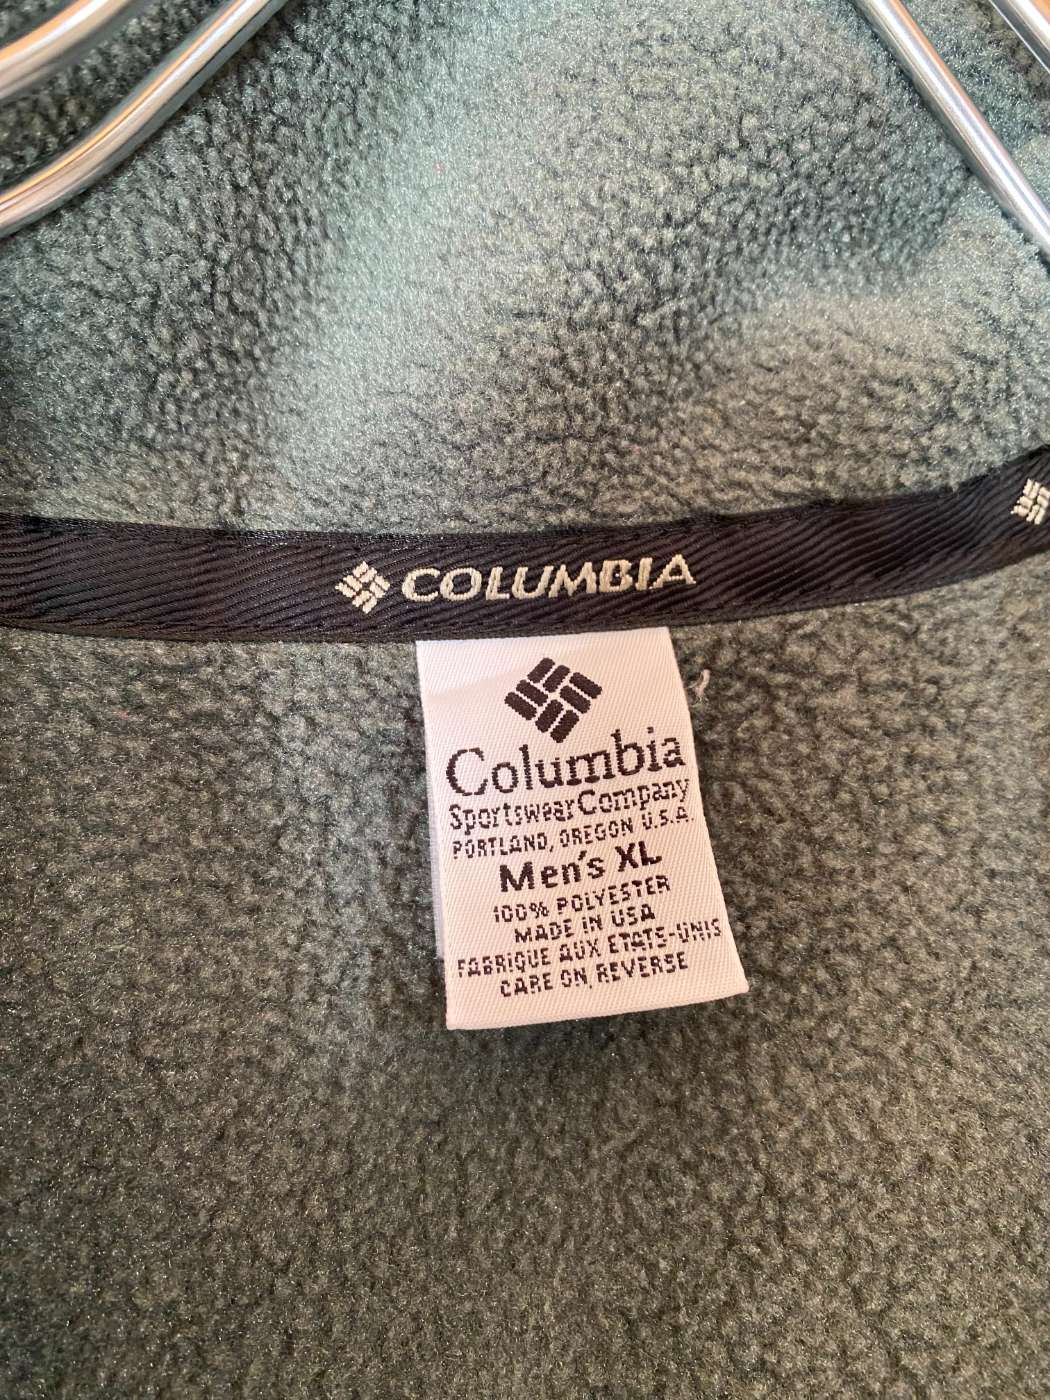 COLUMBIA
Columbia
Sportswear Company
PORTLAND, OREGON U.S.A.
Men's XL
100% POLYESTER
MADE IN USA
FABRIQUE AUX ETATS-UNIS
CARE ON REVERSE